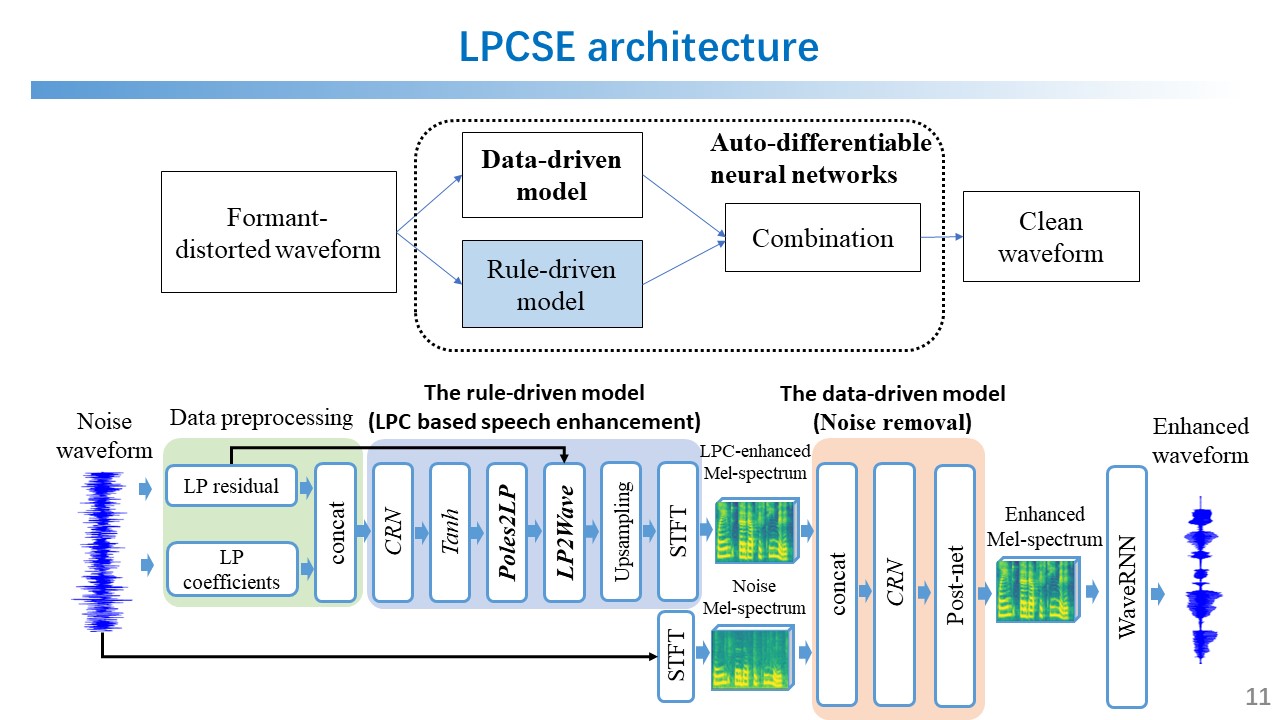 LPCSE architecture
Formant-
distorted waveform
Data-driven
model
Rule-driven
model
Auto-differentiable
neural networks
Combination
Clean
waveform
The rule-driven model
(LPC based speech enhancement)
The data-driven model
(Noise removal)
Noise
waveform
Data preprocessing
LP residual
LP
coefficients
concat
CRN
Tanh
Poles2LP
LP2Wave
Upsampling
STFT
LPC-enhanced
Mel-spectrum
STFT
Noise
Mel-spectrum
concat
CRN
Post-net
Enhanced
Mel-spectrum
WaveRNN
Enhanced
waveform
11